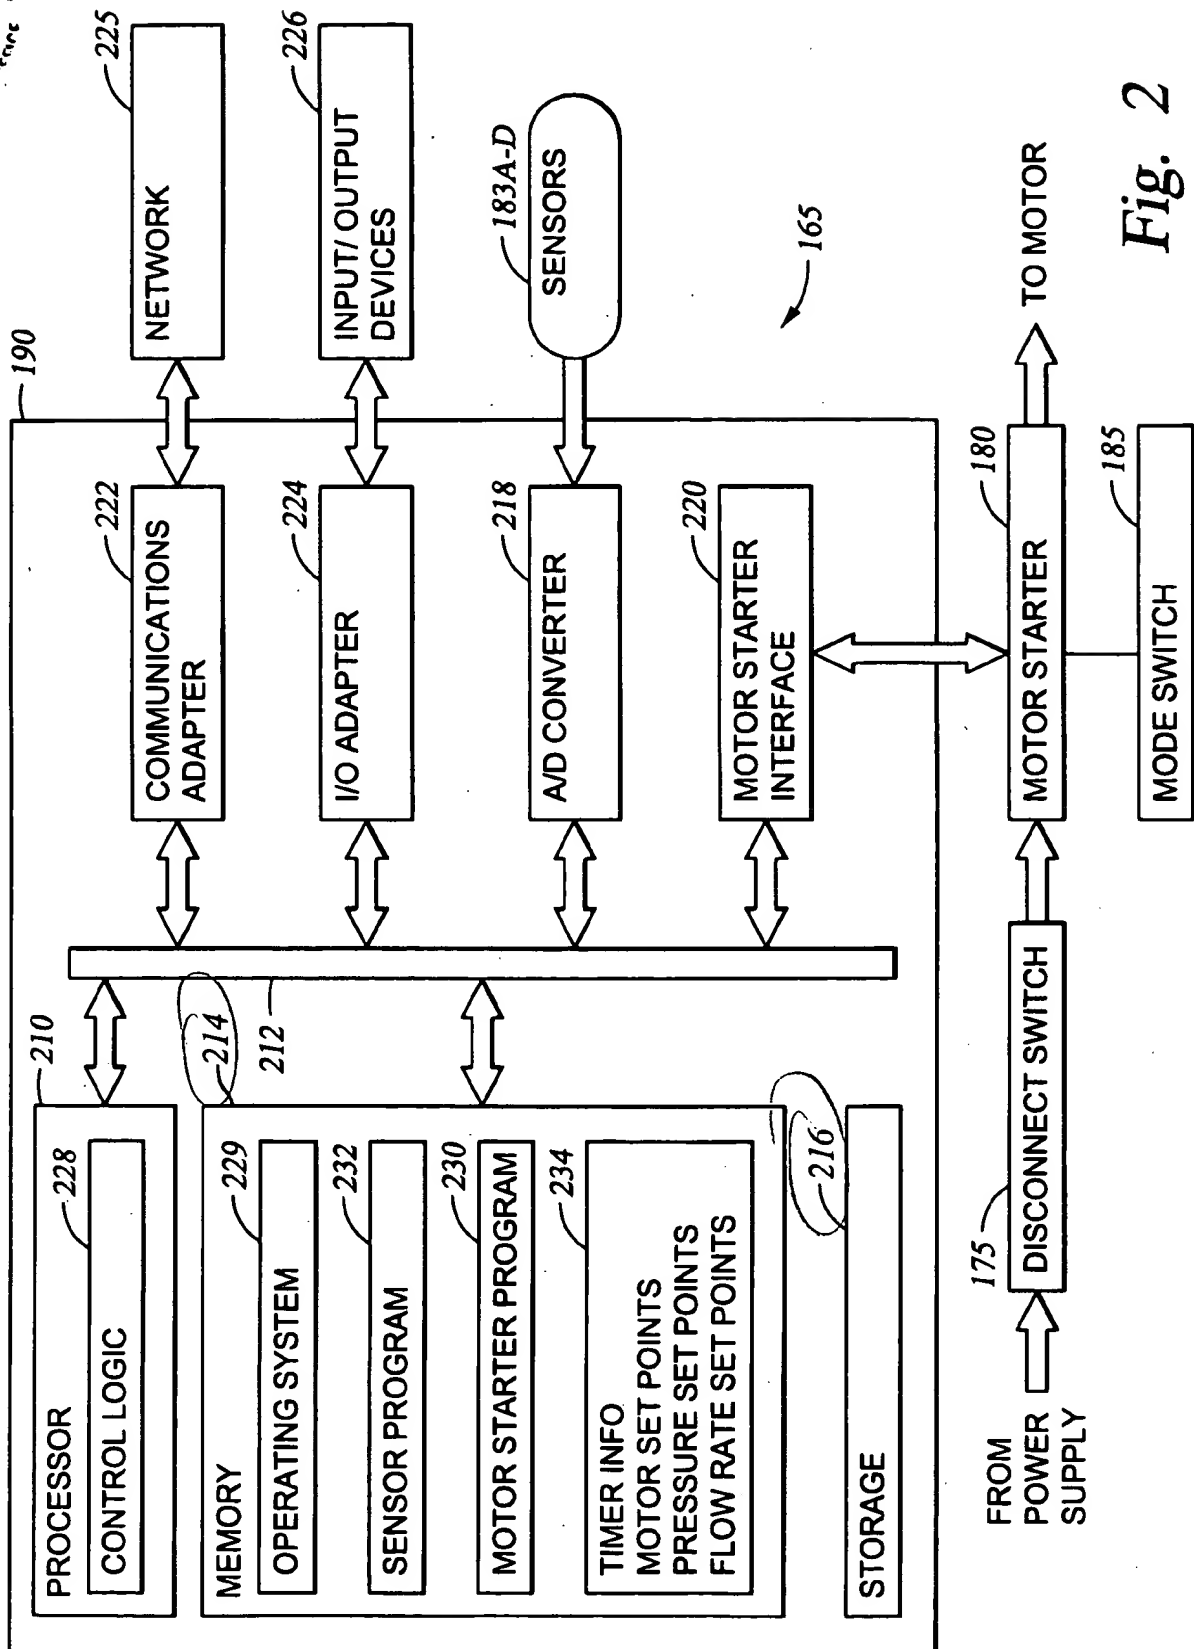 190
PROCESSOR
210
CONTROL LOGIC
228
MEMORY
214
OPERATING SYSTEM
229
SENSOR PROGRAM
232
MOTOR STARTER PROGRAM
230
TIMER INFO
MOTOR SET POINTS
PRESSURE SET POINTS
FLOW RATE SET POINTS
234
STORAGE
216
212
COMMUNICATIONS
ADAPTER
222
I/O ADAPTER
224
A/D CONVERTER
218
MOTOR STARTER
INTERFACE
220
NETWORK
225
INPUT/ OUTPUT
DEVICES
226
SENSORS
183A-D
165
FROM
POWER
SUPPLY
175
DISCONNECT SWITCH
MOTOR STARTER
180
TO MOTOR
MODE SWITCH
185
Fig. 2